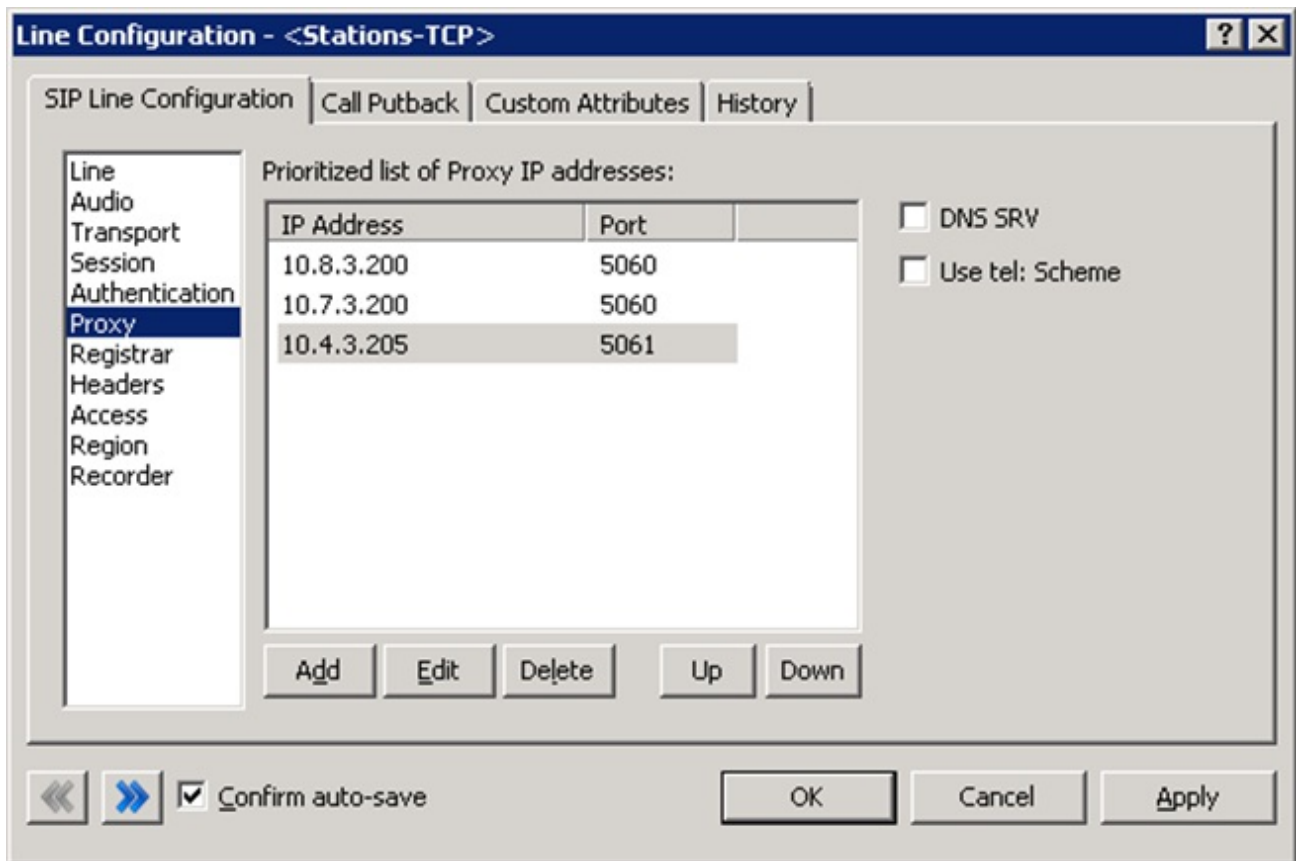 Line Configuration - <Stations-TCP>
SIP Line Configuration
Call Putback
Custom Attributes
History
Line
Audio
Transport
Session
Authentication
Proxy
Registrar
Headers
Access
Region
Recorder
Prioritized list of Proxy IP addresses:
IP Address Port
10.8.3.200 5060
10.7.3.200 5060
10.4.3.205 5061
DNS SRV
Use tel: Scheme
Add
Edit
Delete
Up
Down
Confirm auto-save
OK
Cancel
Apply